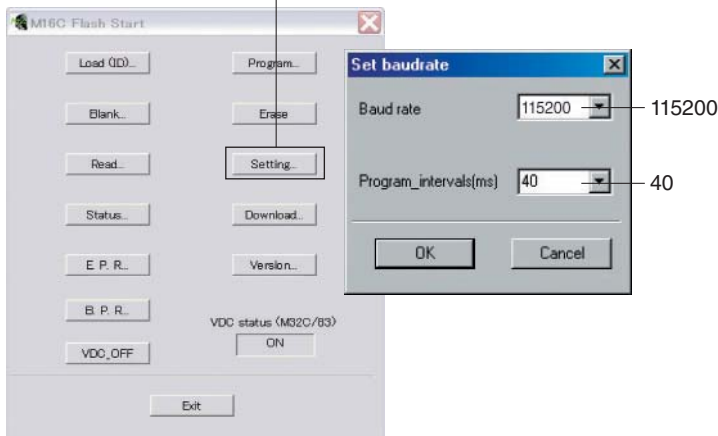 M16C Flash Start
Load (ID)...
Program...
Blank...
Erase
Read...
Setting...
Status...
Download...
E. P. R...
Version...
B. P. R...
VDC status (M32C/83)
VDC_OFF
ON
Exit
Set baudrate
Baud rate
115200
115200
Program_intervals(ms)
40
40
OK
Cancel